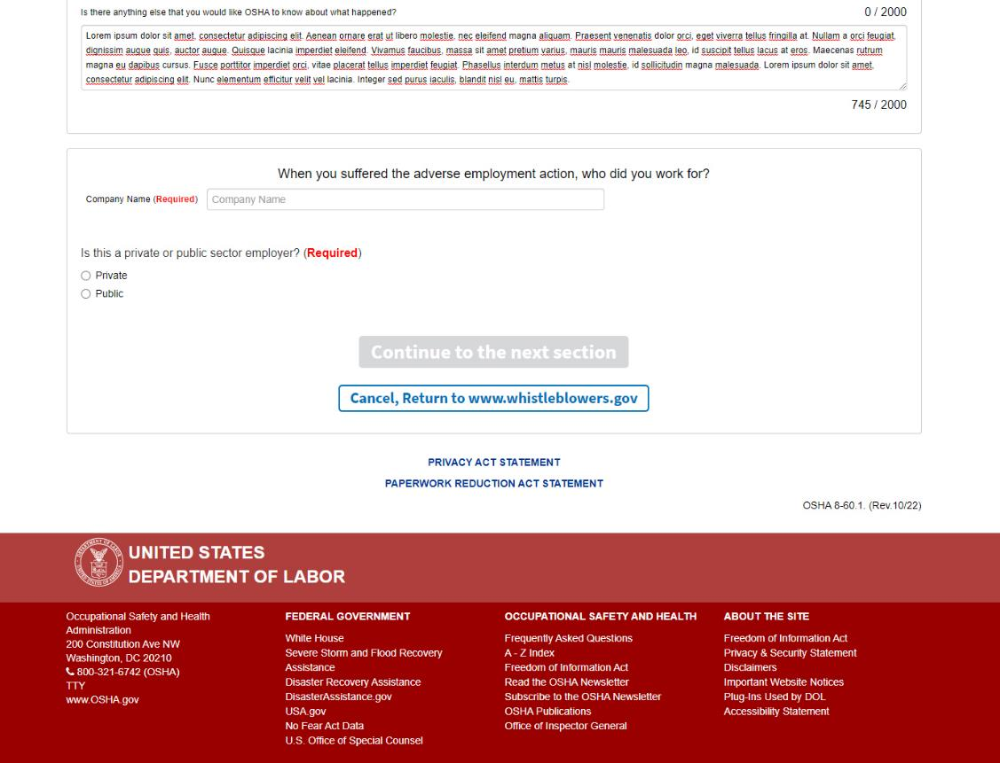 Is there anything else that you would like OSHA to know about what happened?
0 / 2000
Lorem ipsum dolor sit amet, consectetur adipiscing elit. Aenean ornare erat ut libero molestie, nec eleifend magna aliquam. Praesent venenatis dolor orci, eget viverra tellus fringilla at. Nullam a orci feugiat,
dignissim augue quis, auctor augue. Quisque lacinia imperdiet eleifend. Vivamus faucibus, massa sit amet pretium varius, mauris mauris malesuada leo, id suscipit tellus lacus at eros. Maecenas rutrum
magna eu dapibus cursus. Fusce porttitor imperdiet orci, vitae placerat tellus imperdiet feugiat. Phasellus interdum metus at nisl molestie, id sollicitudin magna malesuada. Lorem ipsum dolor sit amet,
consectetur adipiscing elit. Nunc elementum efficitur velit vel lacinia. Integer sed purus iaculis, blandit nisl eu, mattis turpis.
745 / 2000
When you suffered the adverse employment action, who did you work for?
Company Name (Required) Company Name
Is this a private or public sector employer? (Required)
Private
Public
Continue to the next section
Cancel, Return to www.whistleblowers.gov
PRIVACY ACT STATEMENT
PAPERWORK REDUCTION ACT STATEMENT
OSHA 8-60.1. (Rev.10/22)
UNITED STATES
DEPARTMENT OF LABOR
Occupational Safety and Health
Administration
200 Constitution Ave NW
Washington, DC 20210
800-321-6742 (OSHA)
TTY
www.OSHA.gov
FEDERAL GOVERNMENT
White House
Severe Storm and Flood Recovery
Assistance
Disaster Recovery Assistance
DisasterAssistance.gov
USA.gov
No Fear Act Data
U.S. Office of Special Counsel
OCCUPATIONAL SAFETY AND HEALTH
Frequently Asked Questions
A - Z Index
Freedom of Information Act
Read the OSHA Newsletter
Subscribe to the OSHA Newsletter
OSHA Publications
Office of Inspector General
ABOUT THE SITE
Freedom of Information Act
Privacy & Security Statement
Disclaimers
Important Website Notices
Plug-Ins Used by DOL
Accessibility Statement